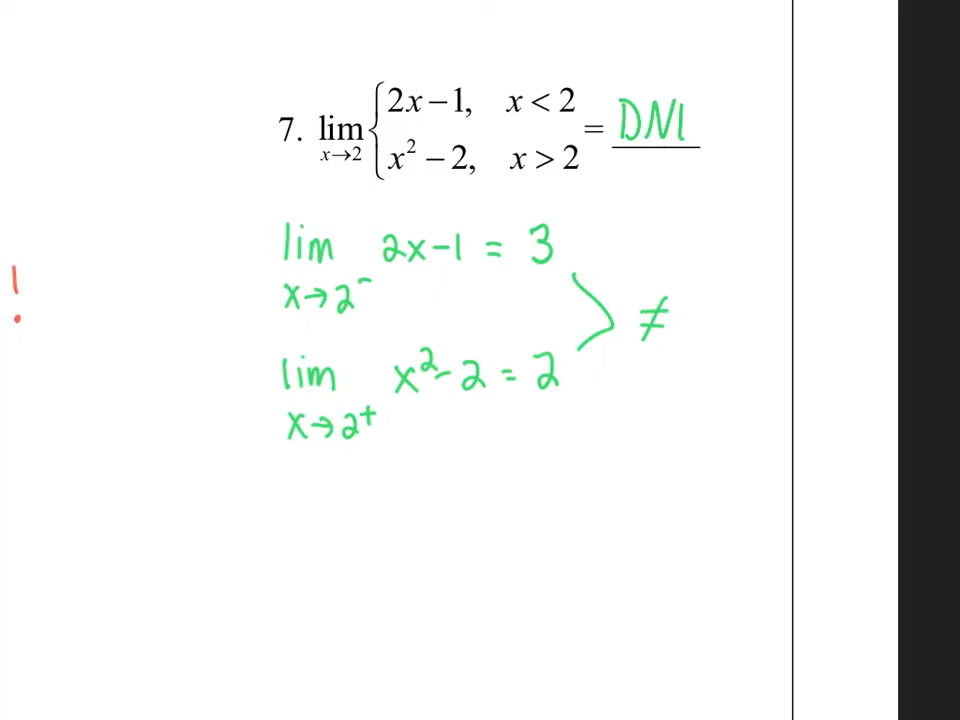 7. lim x→2 { 2x − 1, x < 2
x² − 2, x > 2 = DNI
lim x→2⁻ 2x−1 = 3
≠
lim x→2⁺ x²−2 = 2
!